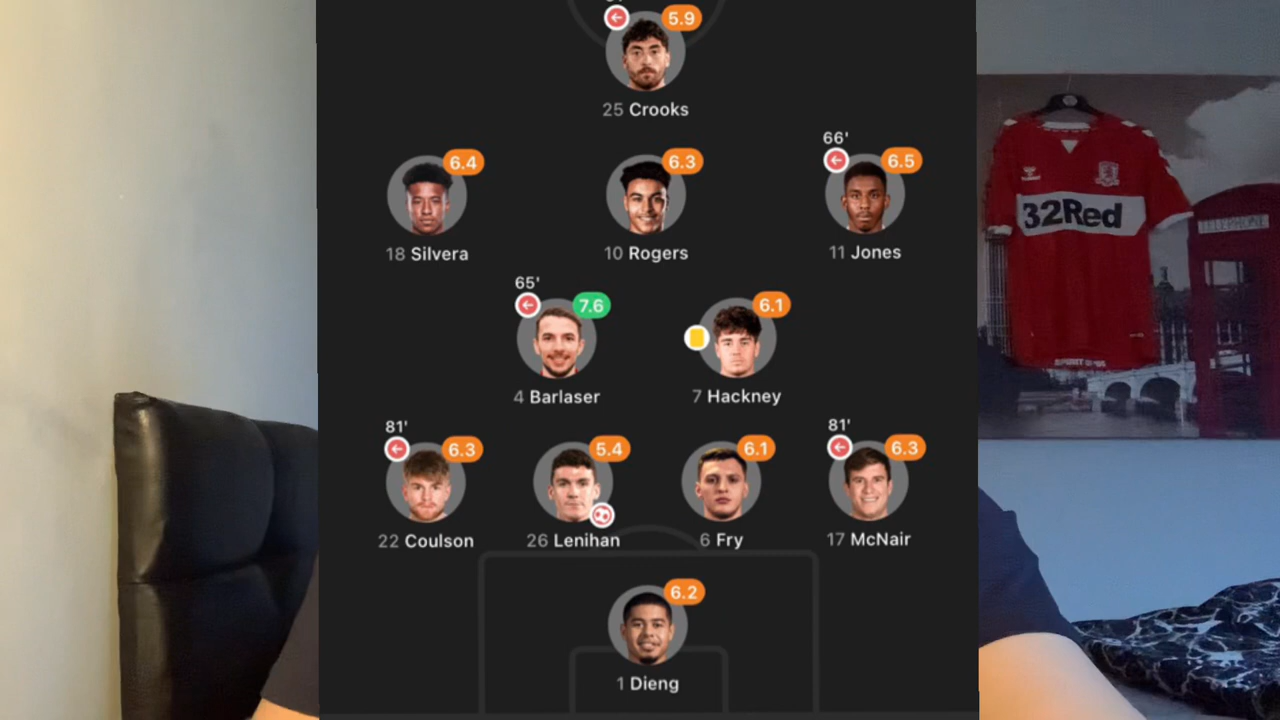 5.9
25 Crooks
66'
6.4
6.3
6.5
18 Silvera
10 Rogers
11 Jones
65'
7.6
6.1
4 Barlaser
7 Hackney
81'
81'
6.3
5.4
6.1
6.3
22 Coulson
26 Lenihan
6 Fry
17 McNair
6.2
1 Dieng
32Red
TELEPHONE